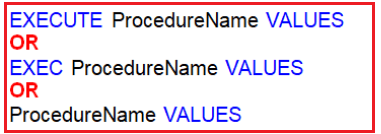 EXECUTE ProcedureName VALUES
OR
EXEC ProcedureName VALUES
OR
ProcedureName VALUES